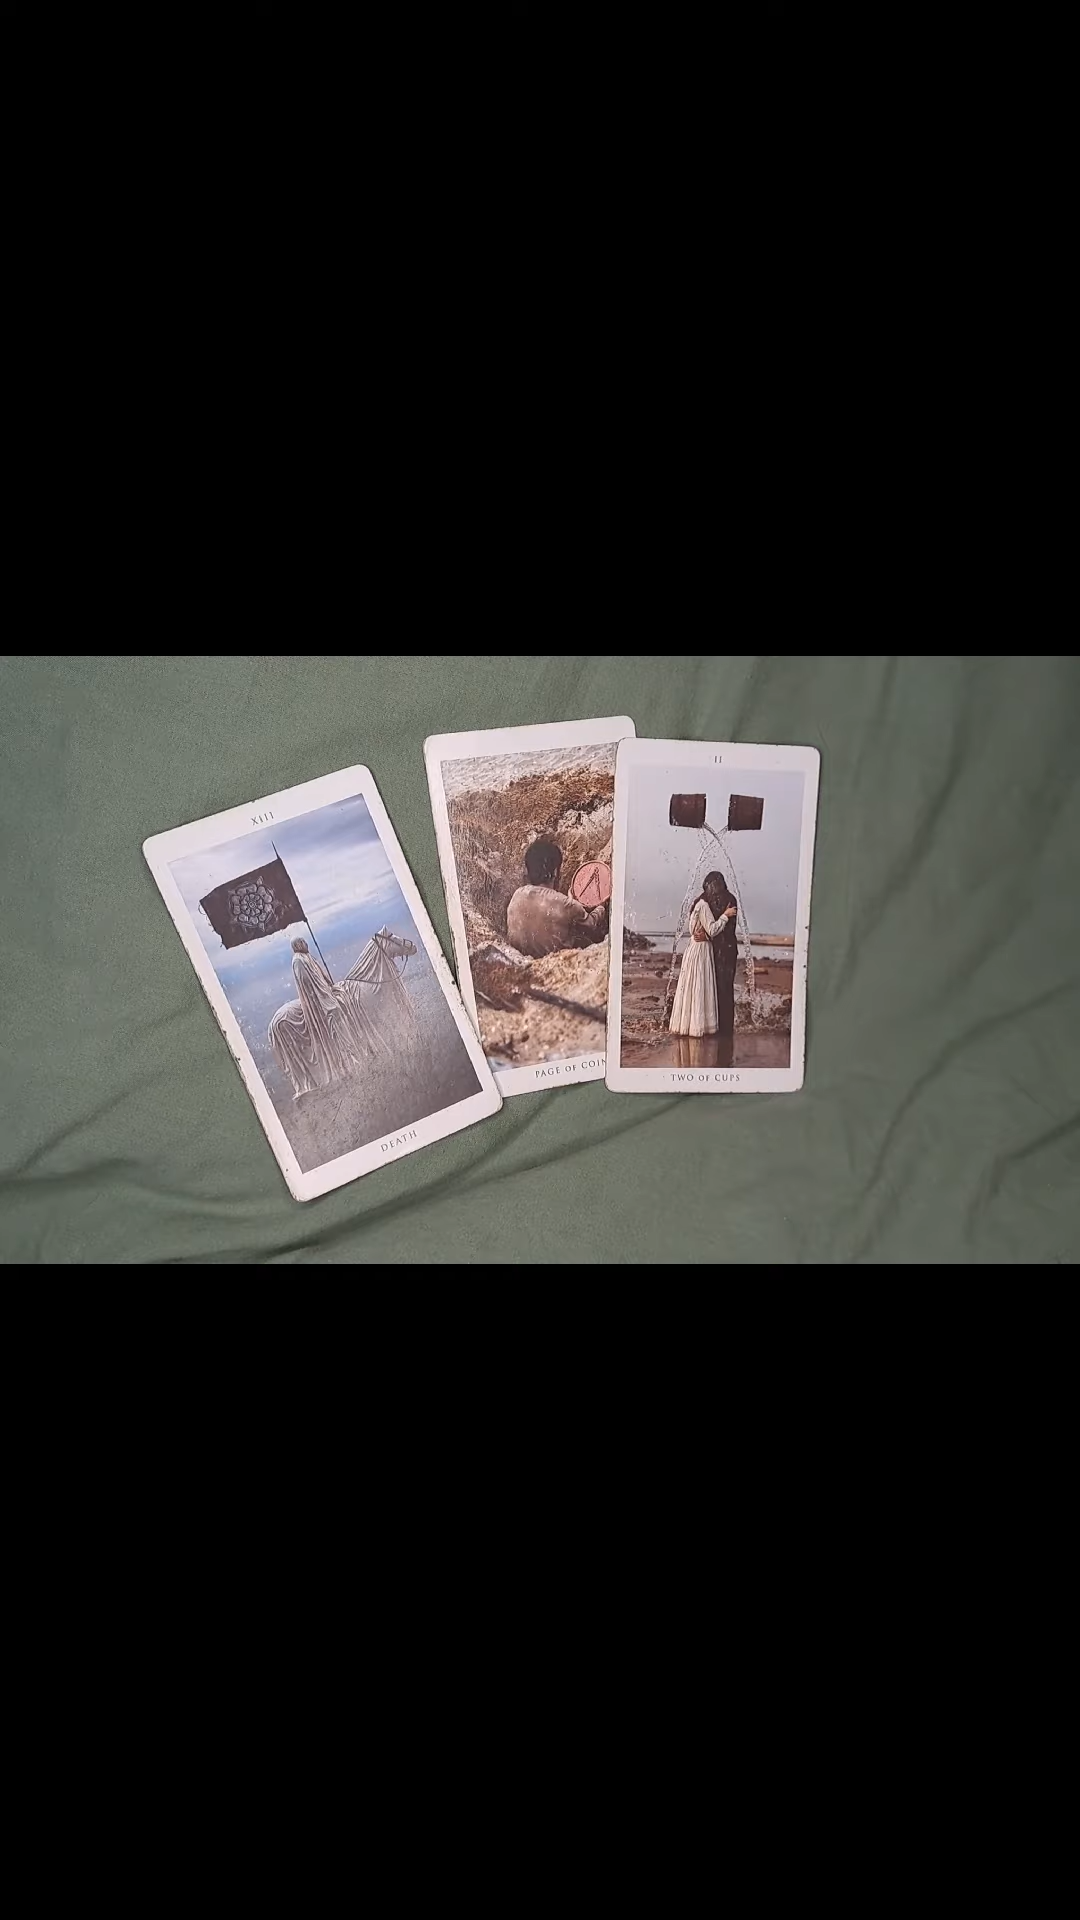 XIII
DEATH
PAGE OF COIN
II
TWO OF CUPS